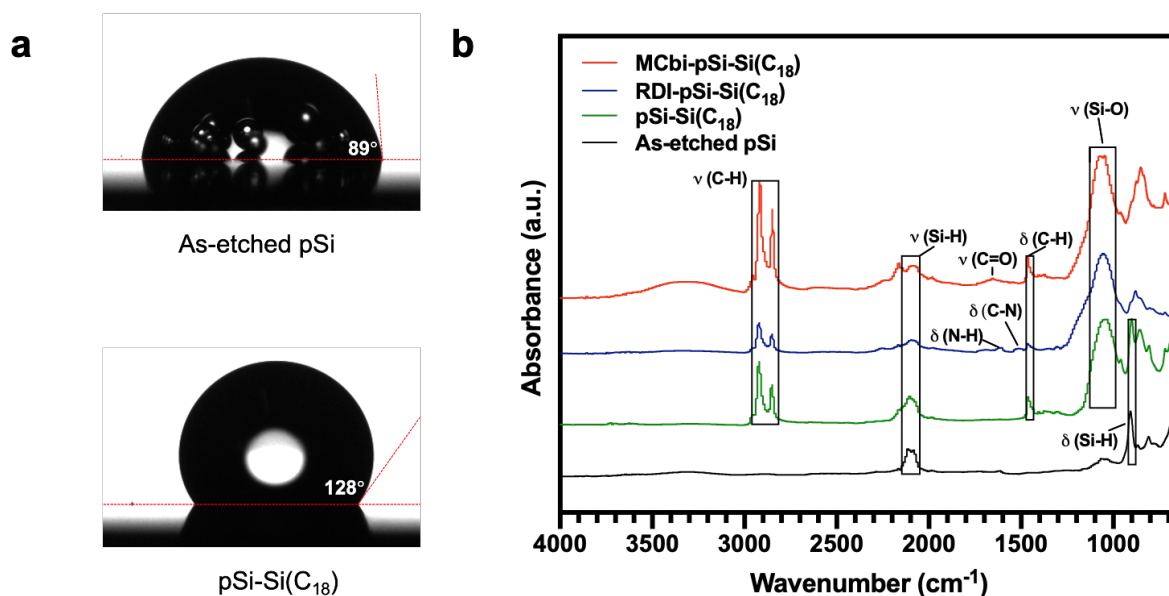 a
89°
As-etched pSi
128°
pSi-Si(C₁₈)
b
MCbi-pSi-Si(C₁₈)
RDI-pSi-Si(C₁₈)
pSi-Si(C₁₈)
As-etched pSi
ν (Si-O)
ν (C-H)
ν (Si-H)
δ (C-H)
ν (C=O)
δ (C-N)
δ (N-H)
δ (Si-H)
Absorbance (a.u.)
4000 3500 3000 2500 2000 1500 1000
Wavenumber (cm⁻¹)